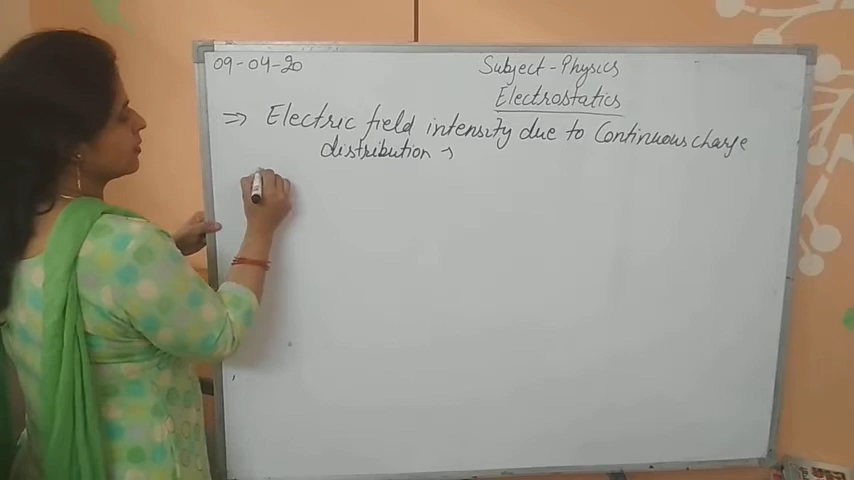 09-04-20
Subject-Physics
Electrostatics
⇒ Electric field intensity due to Continuous charge
distribution →